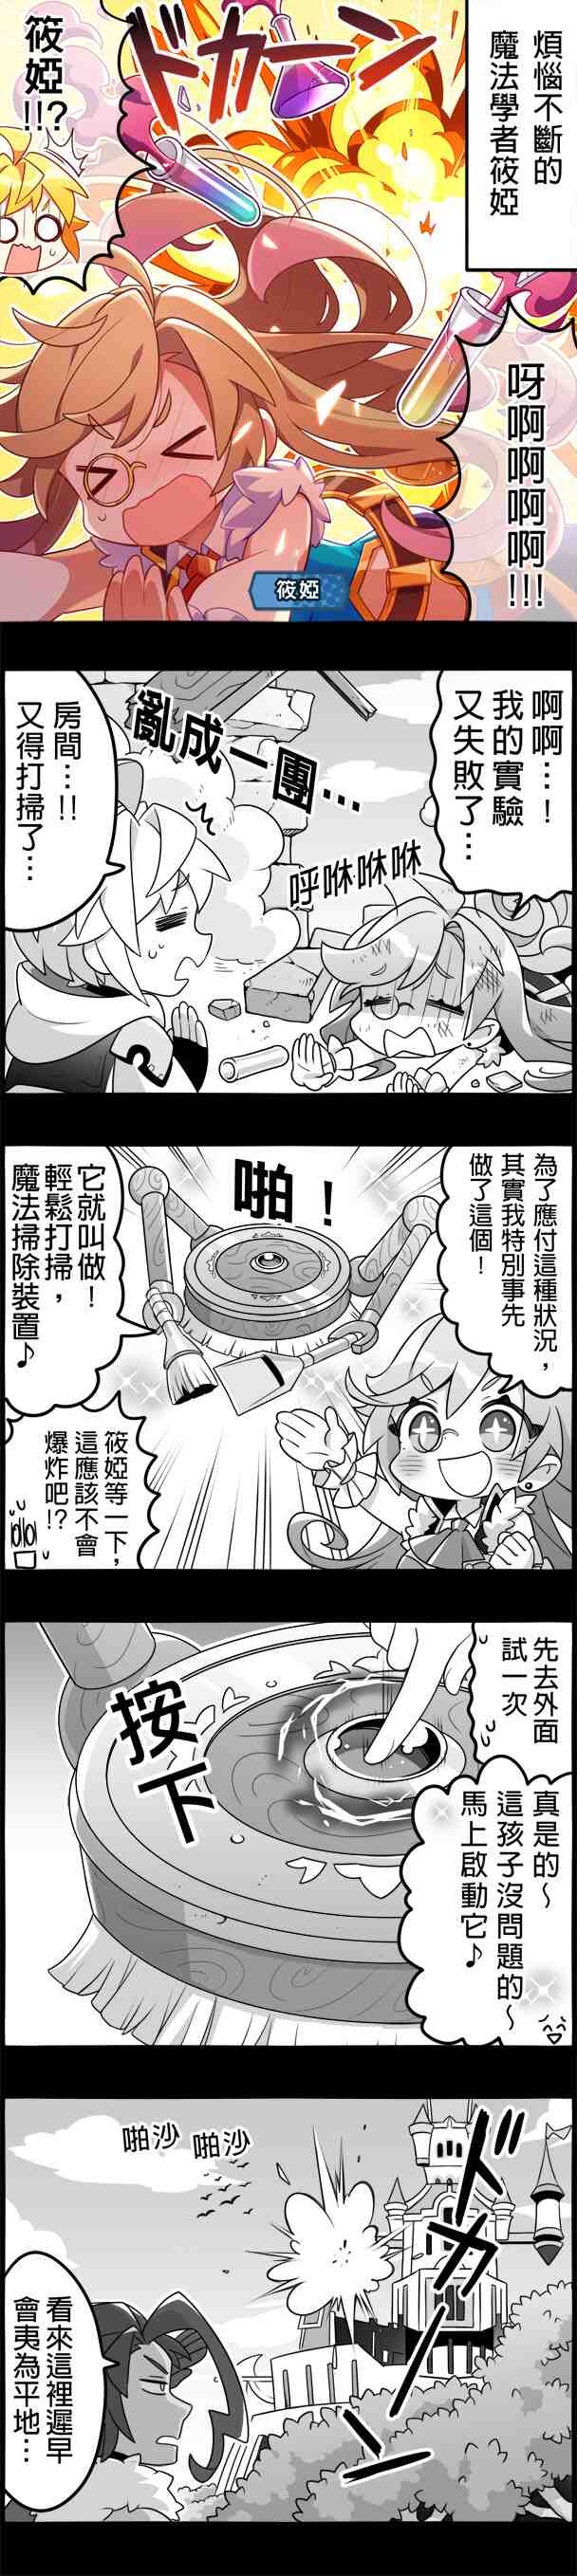 煩惱不斷的
魔法學者筱婭
ドカーン
筱婭!!?
呀啊啊啊啊!!!
筱婭
啊啊…!
我的實驗
又失敗了…
亂成一團…
呼咻咻咻
房間…!!
又得打掃了…
為了應付這種狀況，
其實我特別事先
做了這個!
啪!
它就叫做!
輕鬆打掃，
魔法掃除裝置♪
筱婭等一下，
這應該不會
爆炸吧!?
先去外面
試一次
真是的～
這孩子沒問題的～
馬上啟動它♪
按下
ドカーン
啪沙 啪沙
看來這裡遲早
會夷為平地…